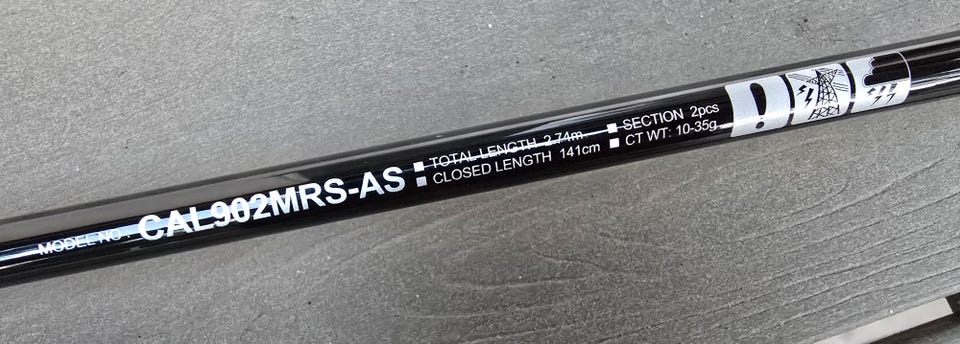 MODEL NO. : CAL902MRS-AS
■ TOTAL LENGTH 2.74m ■ SECTION 2pcs
■ CLOSED LENGTH 141cm ■ CT WT: 10-35g